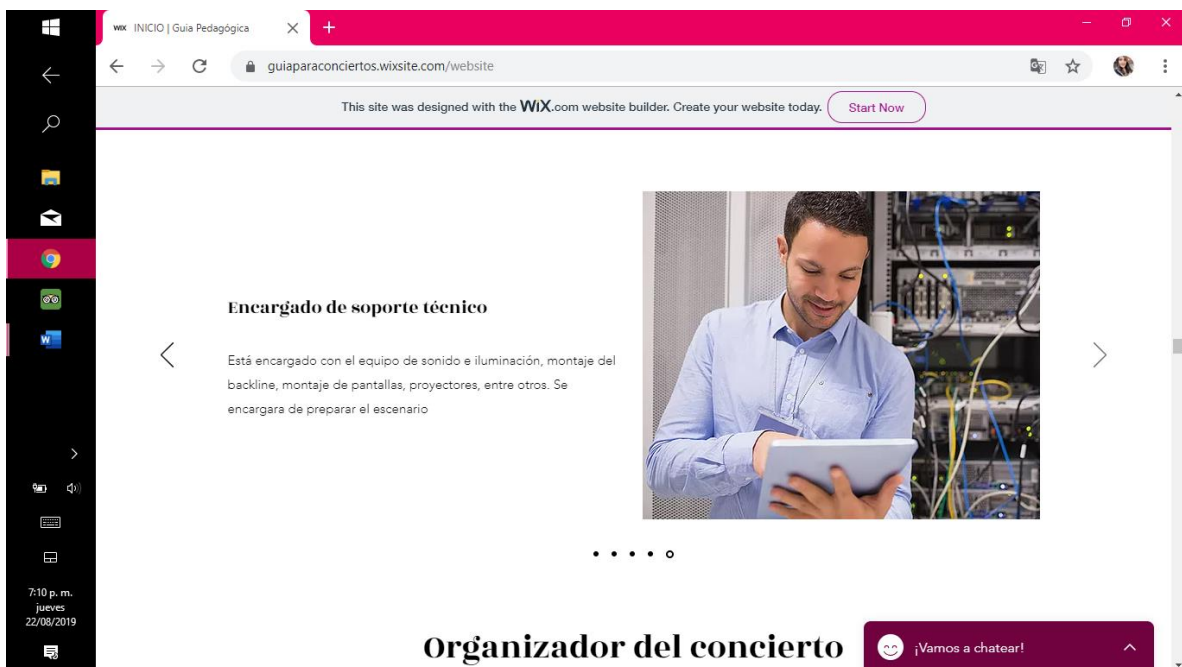 WiX INICIO | Guia Pedagógica
guiaparaconciertos.wixsite.com/website
This site was designed with the WiX.com website builder. Create your website today. Start Now
Encargado de soporte técnico
Está encargado con el equipo de sonido e iluminación, montaje del
backline, montaje de pantallas, proyectores, entre otros. Se
encargara de preparar el escenario
7:10 p. m.
jueves
22/08/2019
Organizador del concierto
¡Vamos a chatear!